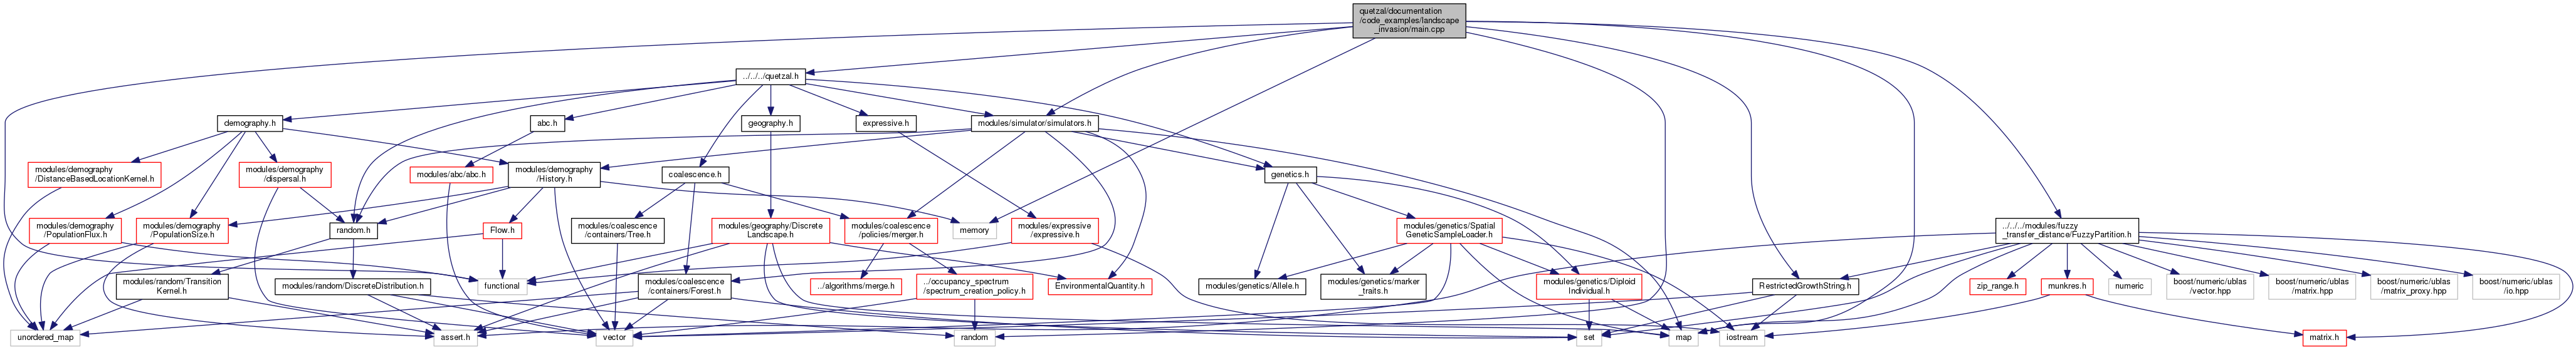 quetzal/documentation
/code_examples/landscape
_invasion/main.cpp
../../../quetzal.h
demography.h
abc.h
geography.h
expressive.h
modules/simulator/simulators.h
modules/demography
/DistanceBasedLocationKernel.h
modules/demography
/dispersal.h
modules/abc/abc.h
modules/demography
/History.h
coalescence.h
genetics.h
modules/demography
/PopulationFlux.h
modules/demography
/PopulationSize.h
random.h
Flow.h
modules/coalescence
/containers/Tree.h
modules/geography/Discrete
Landscape.h
modules/coalescence
/policies/merger.h
memory
modules/expressive
/expressive.h
modules/genetics/Spatial
GeneticSampleLoader.h
../../../modules/fuzzy
_transfer_distance/FuzzyPartition.h
modules/random/Transition
Kernel.h
modules/random/DiscreteDistribution.h
functional
modules/coalescence
/containers/Forest.h
../algorithms/merge.h
../occupancy_spectrum
/spectrum_creation_policy.h
EnvironmentalQuantity.h
modules/genetics/Allele.h
modules/genetics/marker
_traits.h
modules/genetics/Diploid
Individual.h
RestrictedGrowthString.h
zip_range.h
munkres.h
numeric
boost/numeric/ublas
/vector.hpp
boost/numeric/ublas
/matrix.hpp
boost/numeric/ublas
/matrix_proxy.hpp
boost/numeric/ublas
/io.hpp
unordered_map
assert.h
vector
random
set
map
iostream
matrix.h